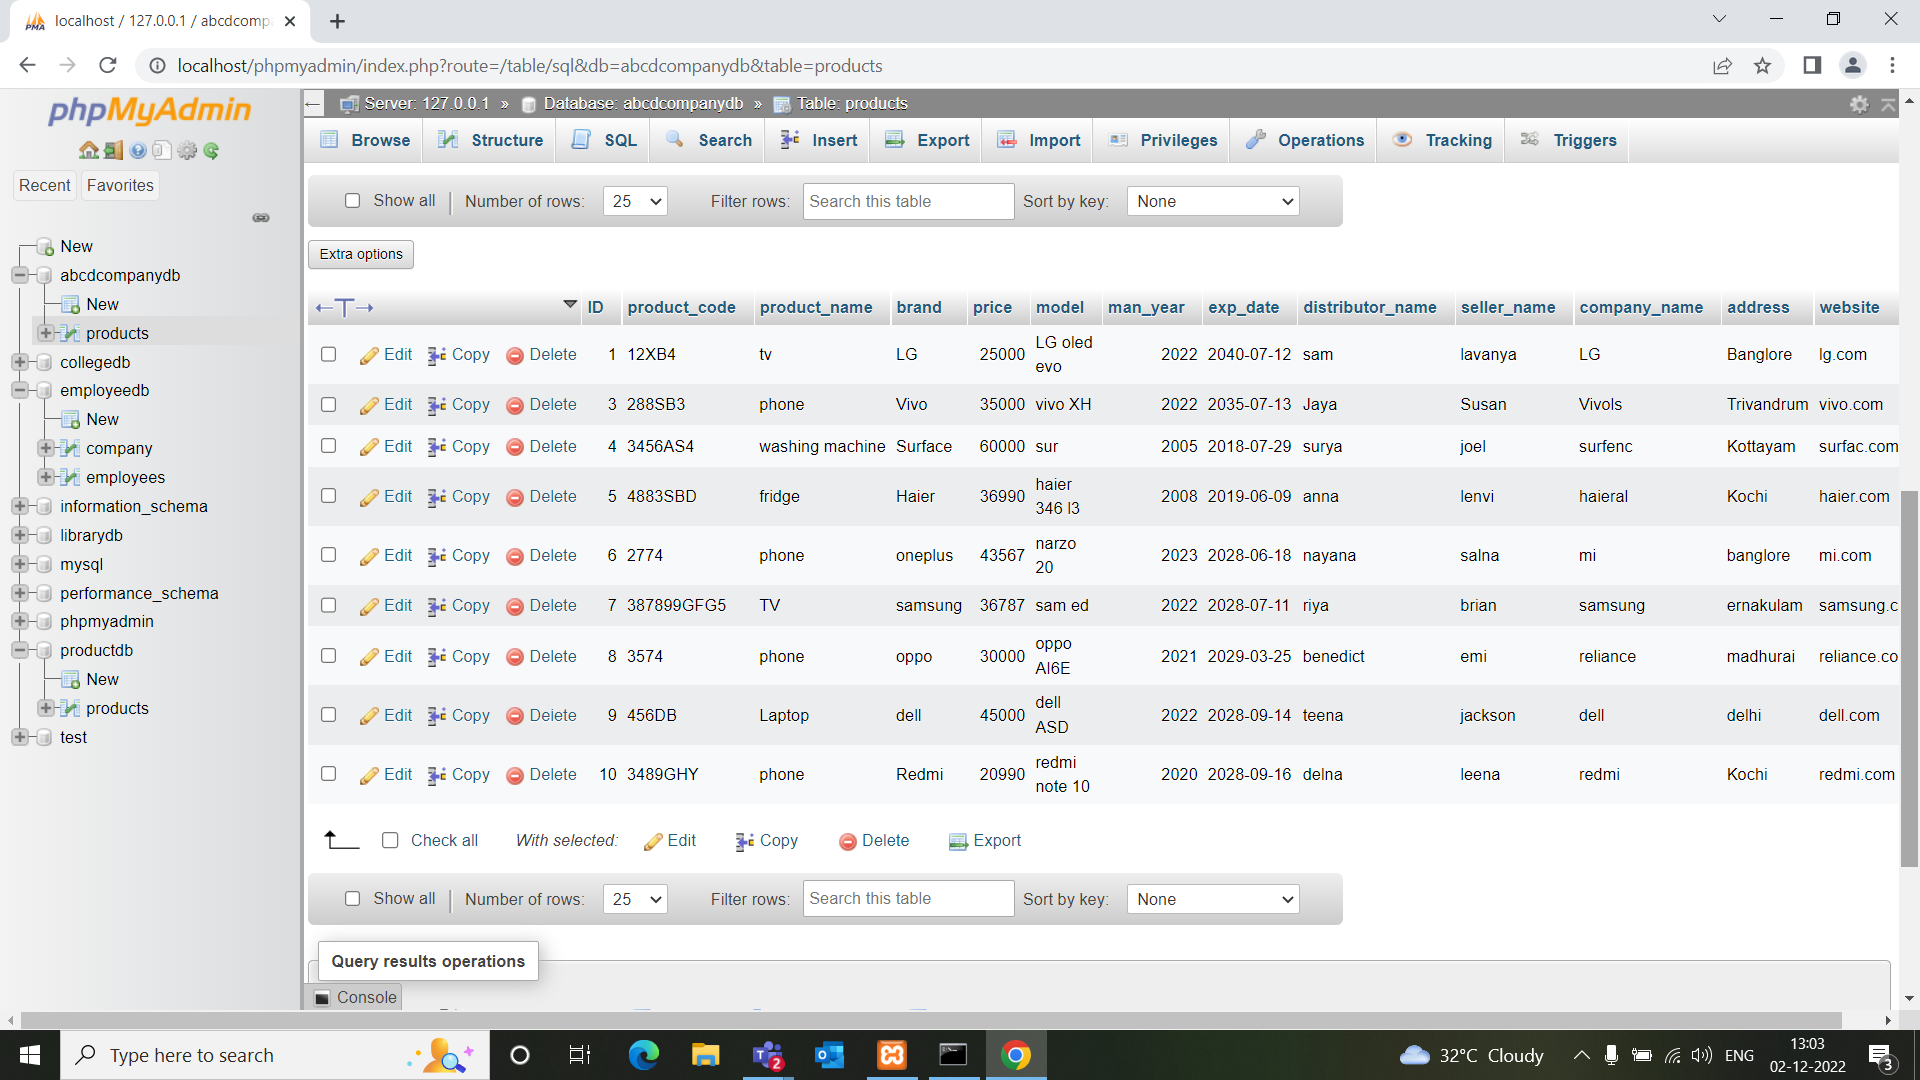 localhost / 127.0.0.1 / abcdcomp
localhost/phpmyadmin/index.php?route=/table/sql&db=abcdcompanydb&table=products
phpMyAdmin
Recent Favorites
New
abcdcompanydb
New
products
collegedb
employeedb
New
company
employees
information_schema
librarydb
mysql
performance_schema
phpmyadmin
productdb
New
products
test
Server: 127.0.0.1 » Database: abcdcompanydb » Table: products
Browse Structure SQL Search Insert Export Import Privileges Operations Tracking Triggers
Show all Number of rows: 25 Filter rows: Search this table Sort by key: None
Extra options
ID product_code product_name brand price model man_year exp_date distributor_name seller_name company_name address website
Edit Copy Delete 1 12XB4 tv LG 25000 LG oled evo 2022 2040-07-12 sam lavanya LG Banglore lg.com
Edit Copy Delete 3 288SB3 phone Vivo 35000 vivo XH 2022 2035-07-13 Jaya Susan Vivols Trivandrum vivo.com
Edit Copy Delete 4 3456AS4 washing machine Surface 60000 sur 2005 2018-07-29 surya joel surfenc Kottayam surfac.com
Edit Copy Delete 5 4883SBD fridge Haier 36990 haier 346 l3 2008 2019-06-09 anna lenvi haieral Kochi haier.com
Edit Copy Delete 6 2774 phone oneplus 43567 narzo 20 2023 2028-06-18 nayana salna mi banglore mi.com
Edit Copy Delete 7 387899GFG5 TV samsung 36787 sam ed 2022 2028-07-11 riya brian samsung ernakulam samsung.c
Edit Copy Delete 8 3574 phone oppo 30000 oppo AI6E 2021 2029-03-25 benedict emi reliance madhurai reliance.co
Edit Copy Delete 9 456DB Laptop dell 45000 dell ASD 2022 2028-09-14 teena jackson dell delhi dell.com
Edit Copy Delete 10 3489GHY phone Redmi 20990 redmi note 10 2020 2028-09-16 delna leena redmi Kochi redmi.com
Check all With selected: Edit Copy Delete Export
Show all Number of rows: 25 Filter rows: Search this table Sort by key: None
Query results operations
Console
Type here to search
2
32°C Cloudy
ENG
13:03
02-12-2022
3